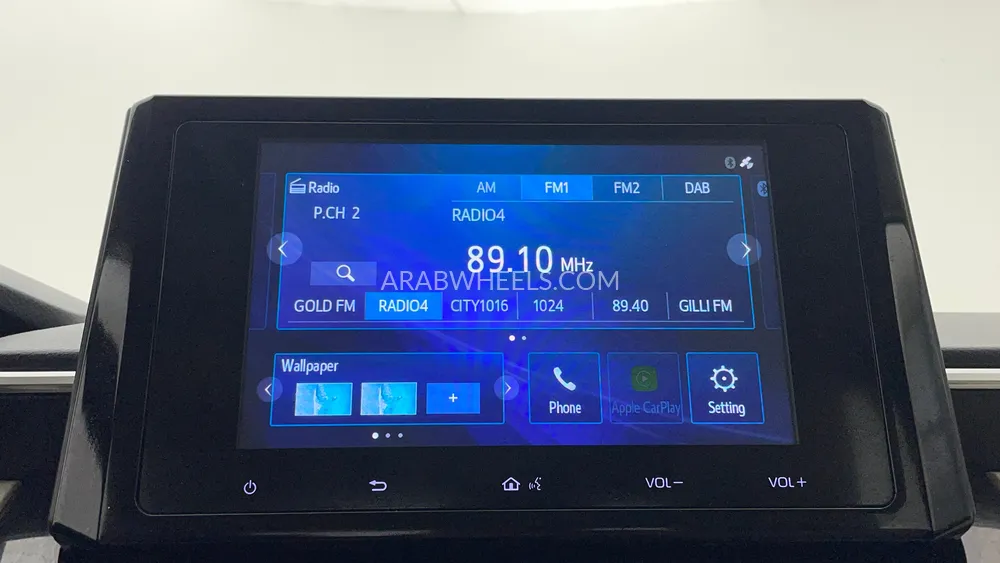 Radio AM FM1 FM2 DAB
P.CH 2 RADIO4
89.10 MHz
ARABWHEELS.COM
GOLD FM RADIO4 CITY1016 1024 89.40 GILLI FM
Wallpaper
+
Phone Apple CarPlay Setting
VOL− VOL+